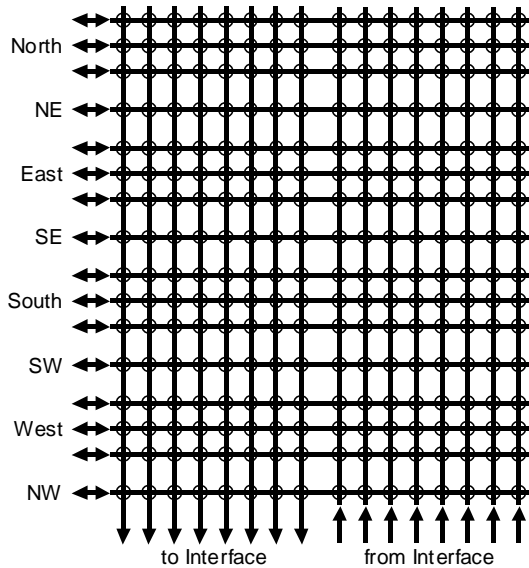 North
NE
East
SE
South
SW
West
NW
to Interface
from Interface